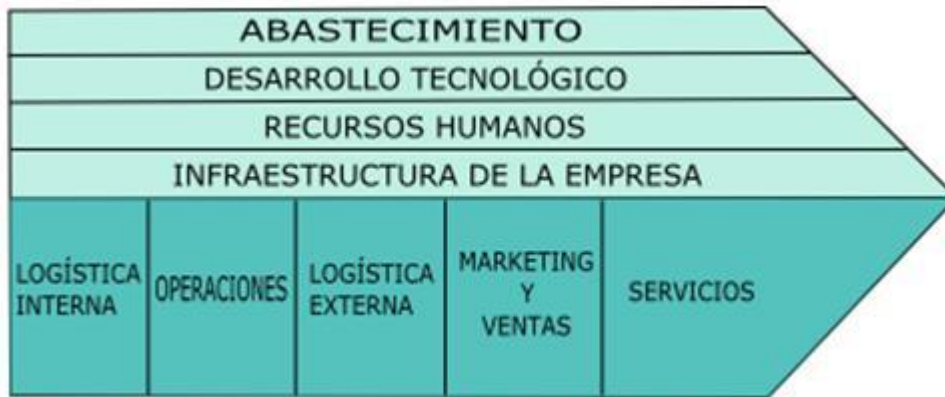 ABASTECIMIENTO
DESARROLLO TECNOLÓGICO
RECURSOS HUMANOS
INFRAESTRUCTURA DE LA EMPRESA
LOGÍSTICA
INTERNA
OPERACIONES
LOGÍSTICA
EXTERNA
MARKETING
Y
VENTAS
SERVICIOS